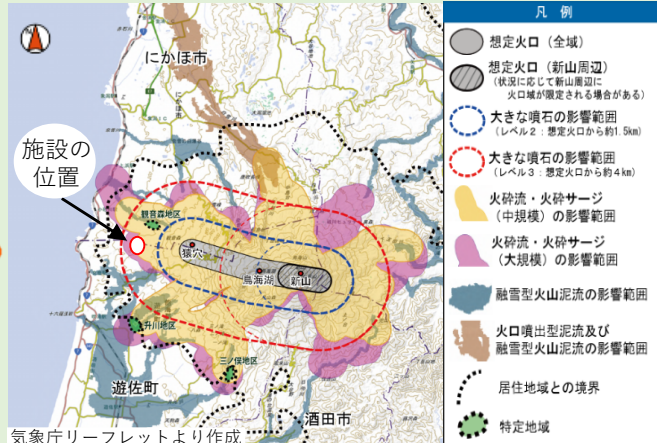 にかほ市
にかほ市
施設の
位置
観音森地区
猿穴
鳥海湖
新山
升川地区
三ノ俣地区
遊佐町
酒田市
気象庁リーフレットより作成
凡 例
想定火口（全域）
想定火口（新山周辺）
（状況に応じて新山周辺に
火口域が限定される場合がある）
大きな噴石の影響範囲
（レベル２：想定火口から約1.5km）
大きな噴石の影響範囲
（レベル３：想定火口から約４km）
火砕流・火砕サージ
（中規模）の影響範囲
火砕流・火砕サージ
（大規模）の影響範囲
融雪型火山泥流の影響範囲
火口噴出型泥流及び
融雪型火山泥流の影響範囲
居住地域との境界
特定地域